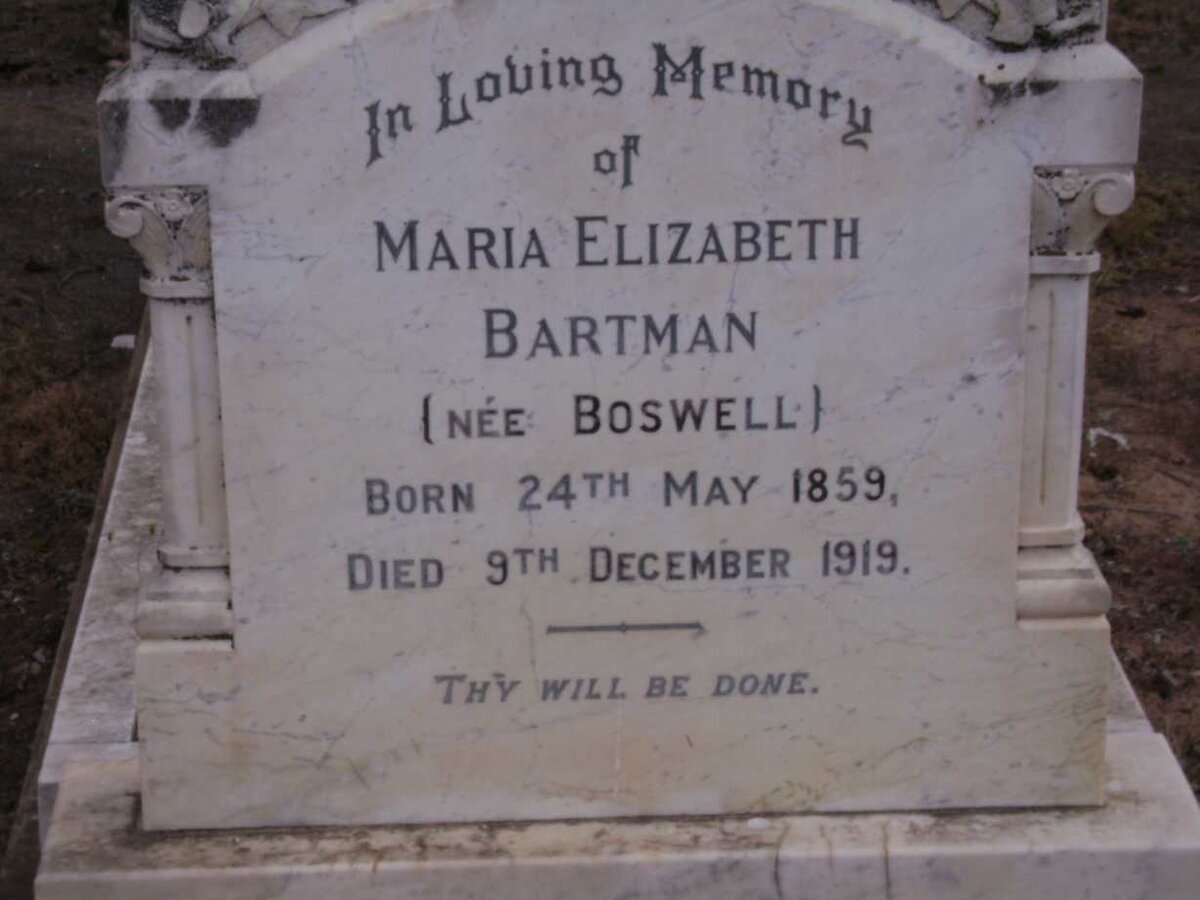 In Loving Memory
of
MARIA ELIZABETH
BARTMAN
{NÉE BOSWELL}
BORN 24TH MAY 1859,
DIED 9TH DECEMBER 1919.
THY WILL BE DONE.